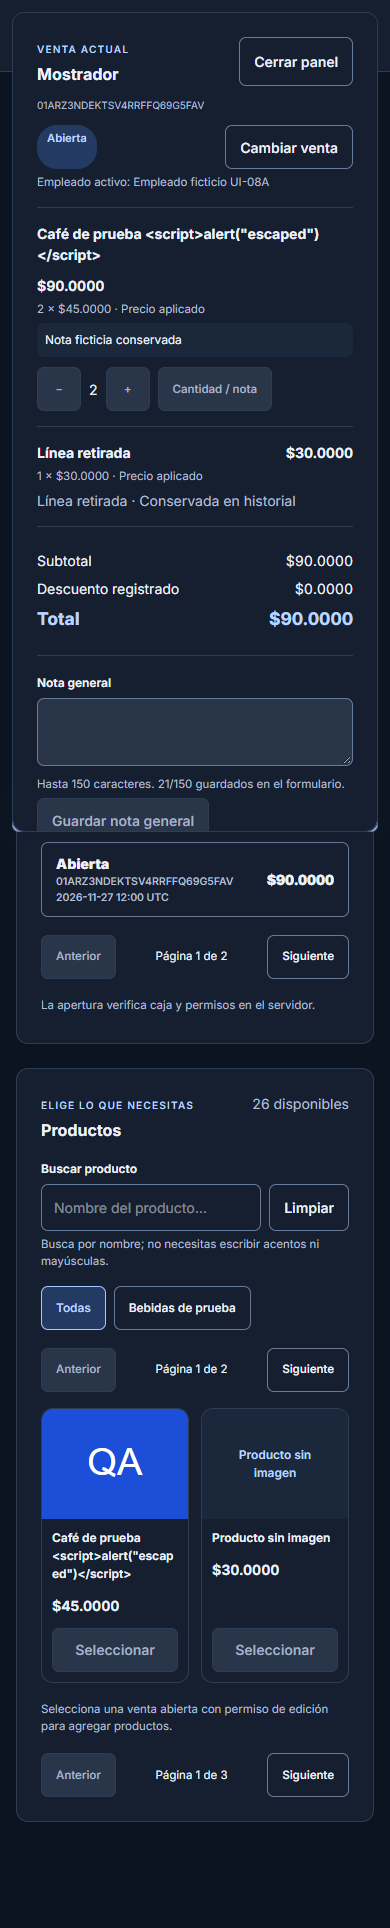 VENTA ACTUAL
Mostrador
Cerrar panel
01ARZ3NDEKTSV4RRFFQ69G5FAV
Abierta
Cambiar venta
Empleado activo: Empleado ficticio UI-08A
Café de prueba <script>alert("escaped")
</script>
$90.0000
2 × $45.0000 · Precio aplicado
Nota ficticia conservada
−
2
+
Cantidad / nota
Línea retirada
$30.0000
1 × $30.0000 · Precio aplicado
Línea retirada · Conservada en historial
Subtotal
$90.0000
Descuento registrado
$0.0000
Total
$90.0000
Nota general
Hasta 150 caracteres. 21/150 guardados en el formulario.
Guardar nota general
Abierta
01ARZ3NDEKTSV4RRFFQ69G5FAV
2026-11-27 12:00 UTC
$90.0000
Anterior
Página 1 de 2
Siguiente
La apertura verifica caja y permisos en el servidor.
ELIGE LO QUE NECESITAS
Productos
26 disponibles
Buscar producto
Nombre del producto...
Limpiar
Busca por nombre; no necesitas escribir acentos ni
mayúsculas.
Todas
Bebidas de prueba
Anterior
Página 1 de 2
Siguiente
QA
Café de prueba
<script>alert("escap
ed")</script>
$45.0000
Seleccionar
Producto sin
imagen
Producto sin imagen
$30.0000
Seleccionar
Selecciona una venta abierta con permiso de edición
para agregar productos.
Anterior
Página 1 de 3
Siguiente